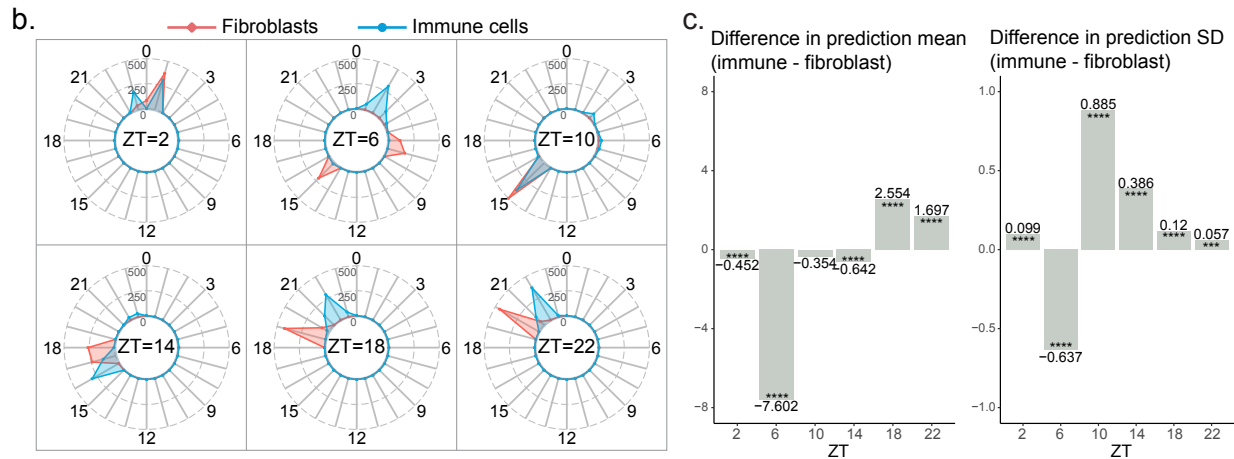 b.
Fibroblasts Immune cells
0 0 0
21 3 21 3 21 3
500 500 500
250 250 250
0 0 0
18 ZT=2 6 18 ZT=6 6 18 ZT=10 6
15 9 15 9 15 9
12 12 12
0 0 0
21 3 21 3 21 3
500 500 500
250 250 250
0 0 0
18 ZT=14 6 18 ZT=18 6 18 ZT=22 6
15 9 15 9 15 9
12 12 12
c.
Difference in prediction mean
(immune - fibroblast)
8
4
0
−4
−8
−0.452
****
−7.602
****
−0.354
−0.642
****
2.554
****
1.697
****
2 6 10 14 18 22
Difference in prediction SD
(immune - fibroblast)
1.0
0.5
0.0
−0.5
−1.0
0.099
****
−0.637
****
0.885
****
0.386
****
0.12
****
0.057
***
2 6 10 14 18 22
ZT